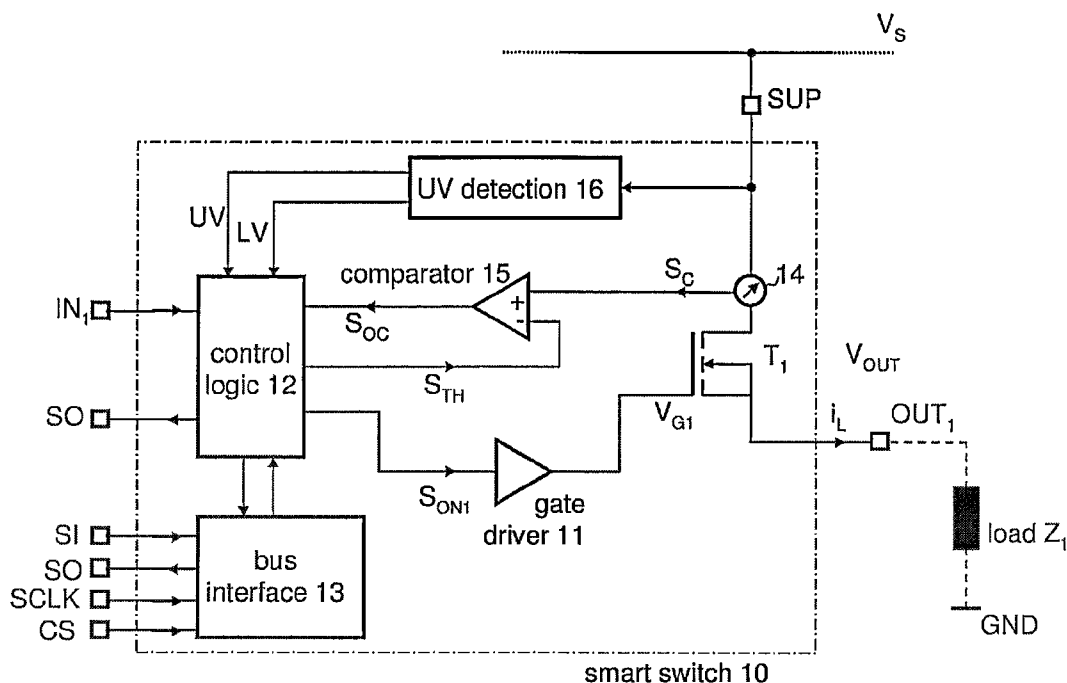 V_S
SUP
UV detection 16
UV
LV
comparator 15
S_C
14
IN_1
+
-
S_OC
control
logic 12
S_TH
T_1
V_OUT
SO
V_G1
i_L
OUT_1
S_ON1
gate
driver 11
SI
SO
SCLK
CS
bus
interface 13
load Z_1
GND
smart switch 10